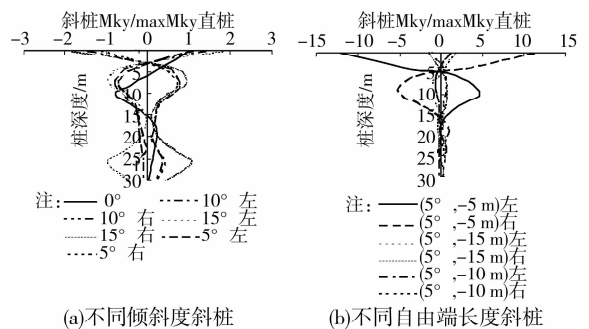 斜桩Mky/maxMky直桩
-3 -2 -1 0 1 2 3
桩深度/m
5
10
15
20
25
30
注: 0° 10° 左
10° 右 15° 左
15° 右 5° 左
5° 右
(a)不同倾斜度斜桩
斜桩Mky/maxMky直桩
-15 -10 -5 0 5 10 15
桩深度/m
5
10
15
20
25
30
注: (5° ,-5 m)左
(5° ,-5 m)右
(5° ,-15 m)左
(5° ,-15 m)右
(5° ,-10 m)左
(5° ,-10 m)右
(b)不同自由端长度斜桩